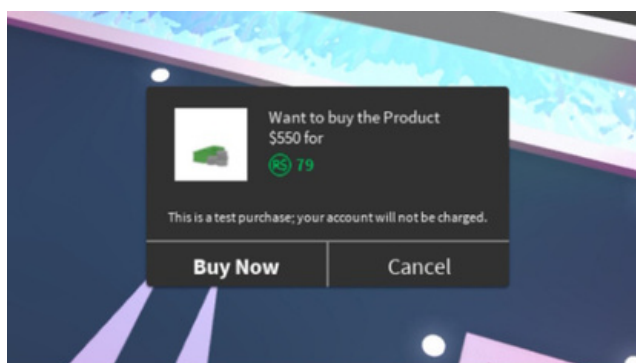 Want to buy the Product
$550 for
R$ 79
This is a test purchase; your account will not be charged.
Buy Now
Cancel